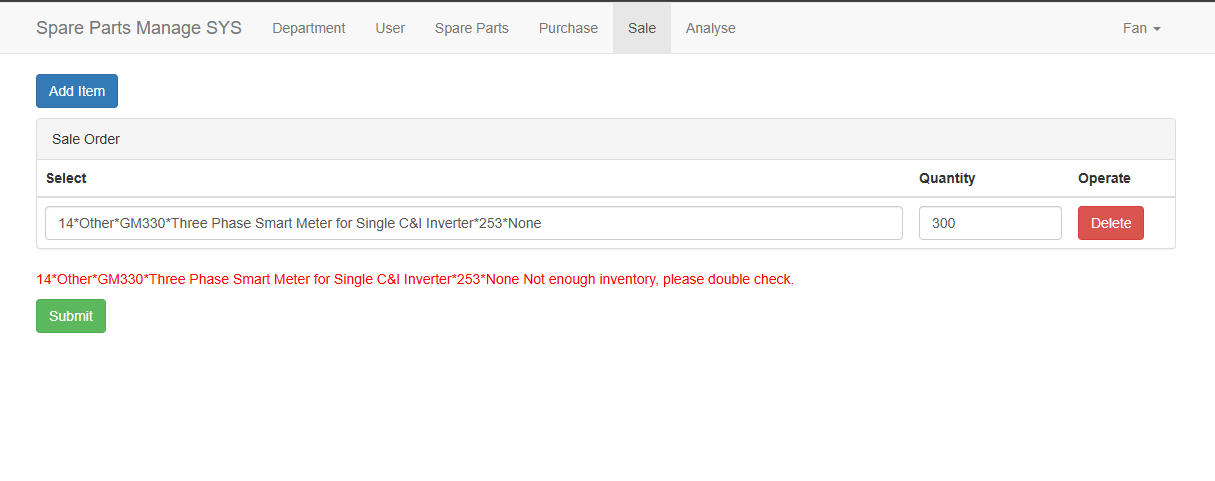 Spare Parts Manage SYS Department User Spare Parts Purchase Sale Analyse Fan
Add Item
Sale Order
Select Quantity Operate
14*Other*GM330*Three Phase Smart Meter for Single C&I Inverter*253*None 300 Delete
14*Other*GM330*Three Phase Smart Meter for Single C&I Inverter*253*None Not enough inventory, please double check.
Submit